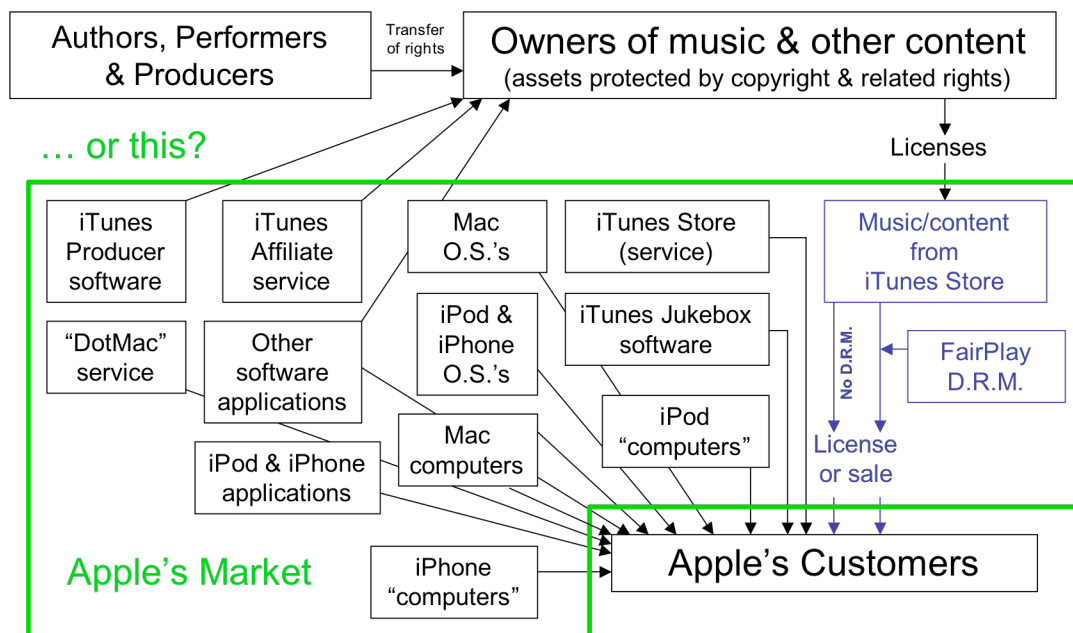 Authors, Performers
& Producers
Transfer
of rights
Owners of music & other content
(assets protected by copyright & related rights)
… or this?
Licenses
iTunes
Producer
software
iTunes
Affiliate
service
Mac
O.S.’s
iTunes Store
(service)
Music/content
from
iTunes Store
“DotMac”
service
Other
software
applications
iPod &
iPhone
O.S.’s
iTunes Jukebox
software
No D.R.M.
FairPlay
D.R.M.
iPod & iPhone
applications
Mac
computers
iPod
“computers”
License
or sale
Apple’s Market
iPhone
“computers”
Apple’s Customers